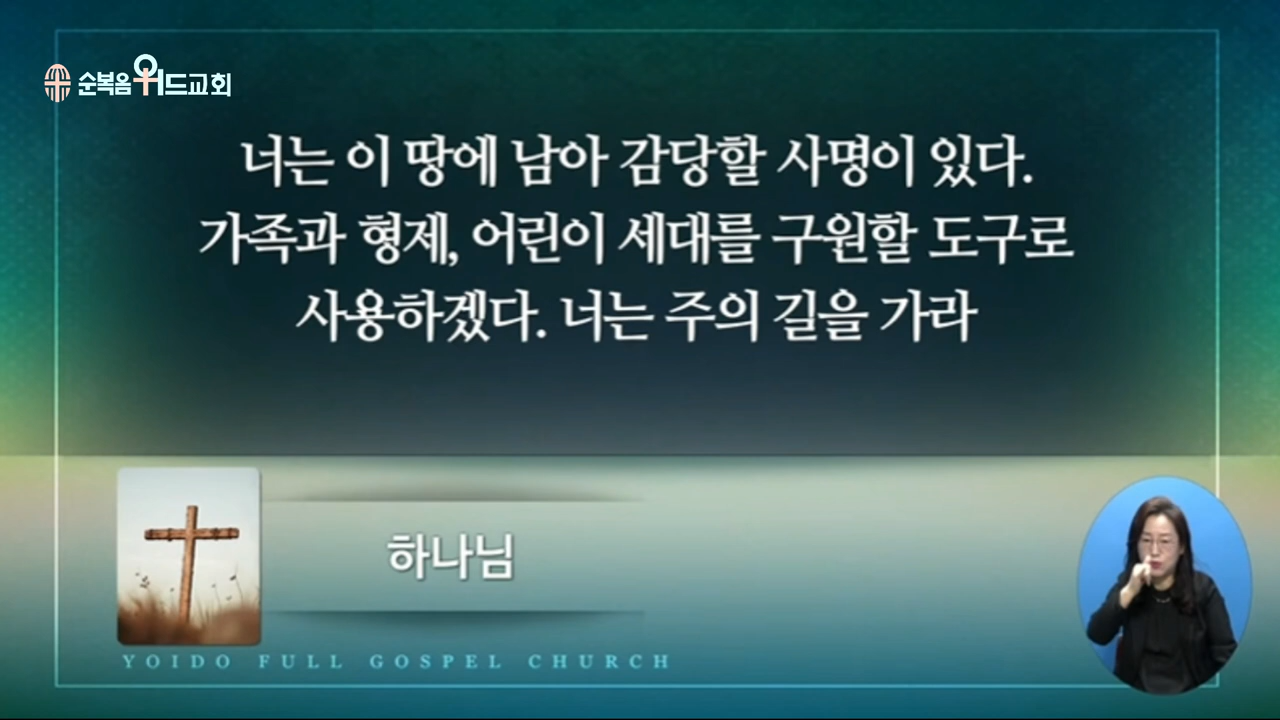 순복음워드교회
너는 이 땅에 남아 감당할 사명이 있다.
가족과 형제, 어린이 세대를 구원할 도구로
사용하겠다. 너는 주의 길을 가라
하나님
YOIDO FULL GOSPEL CHURCH